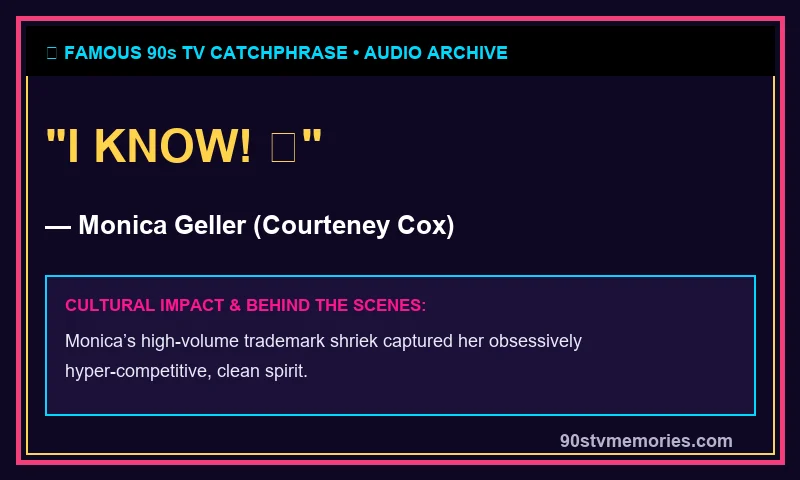 FAMOUS 90s TV CATCHPHRASE • AUDIO ARCHIVE
"I KNOW! "
— Monica Geller (Courteney Cox)
CULTURAL IMPACT & BEHIND THE SCENES:
Monica’s high-volume trademark shriek captured her obsessively
hyper-competitive, clean spirit.
90stvmemories.com